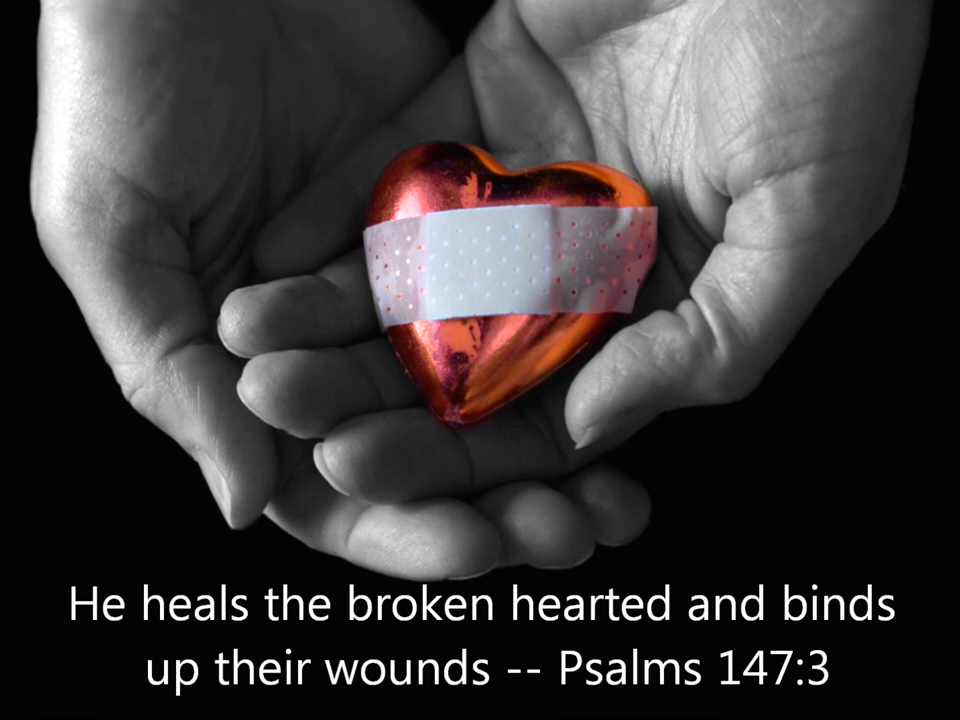 He heals the broken hearted and binds
up their wounds -- Psalms 147:3